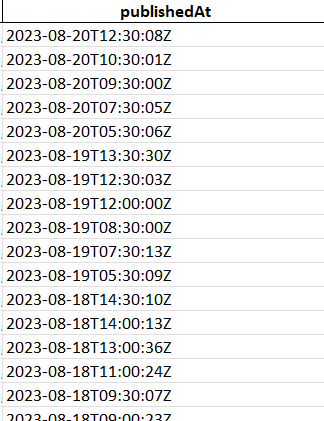 publishedAt
2023-08-20T12:30:08Z
2023-08-20T10:30:01Z
2023-08-20T09:30:00Z
2023-08-20T07:30:05Z
2023-08-20T05:30:06Z
2023-08-19T13:30:30Z
2023-08-19T12:30:03Z
2023-08-19T12:00:00Z
2023-08-19T08:30:00Z
2023-08-19T07:30:13Z
2023-08-19T05:30:09Z
2023-08-18T14:30:10Z
2023-08-18T14:00:13Z
2023-08-18T13:00:36Z
2023-08-18T11:00:24Z
2023-08-18T09:30:07Z
2023-08-18T09:00:23Z